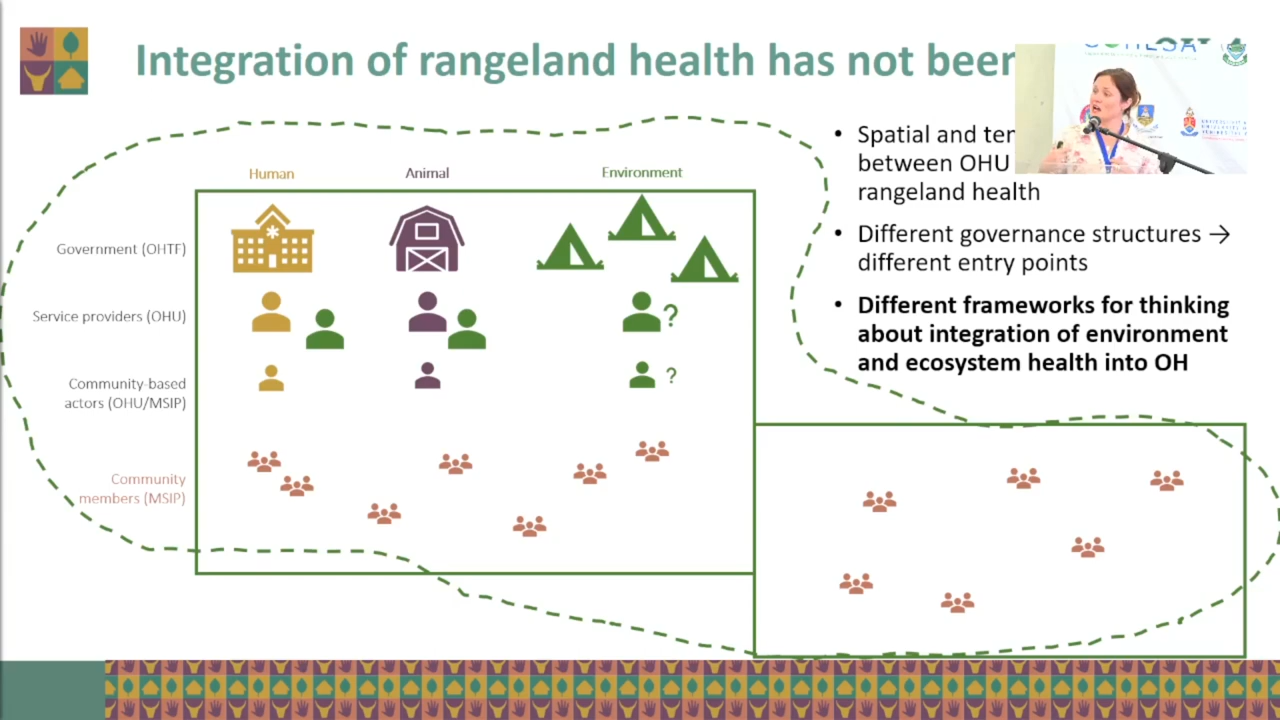 Integration of rangeland health has not been
Human
Animal
Environment
Government (OHTF)
Service providers (OHU)
?
Community-based
actors (OHU/MSIP)
?
Community
members (MSIP)
• Spatial and
between OHU
rangeland health
• Different governance structures →
different entry points
• Different frameworks for thinking
about integration of environment
and ecosystem health into OH